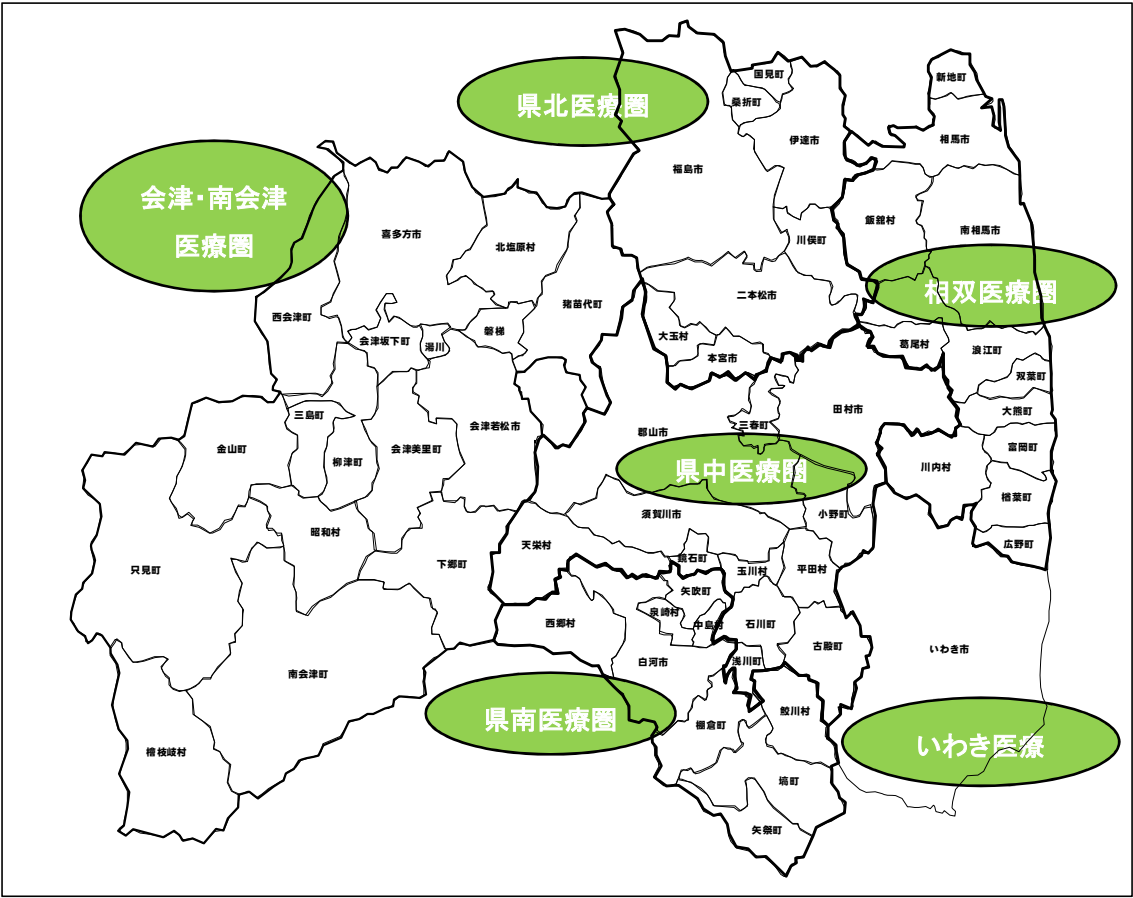 国見町
新地町
桑折町
県北医療圏
伊達市
相馬市
福島市
会津・南会津
医療圏
飯舘村
南相馬市
喜多方市
川俣町
北塩原村
相双医療圏
二本松市
猪苗代町
西会津町
磐梯
大玉村
会津坂下町
湯川
葛尾村
浪江町
本宮市
双葉町
三島町
田村市
大熊町
会津若松市
三春町
郡山市
金山町
会津美里町
富岡町
柳津町
川内村
県中医療圏
楢葉町
須賀川市
小野町
昭和村
天栄村
広野町
鏡石町
下郷町
只見町
玉川村
平田村
矢吹町
泉崎村
西郷村
中島村
石川町
古殿町
いわき市
白河市
浅川町
南会津町
県南医療圏
鮫川村
棚倉町
いわき医療
檜枝岐村
塙町
矢祭町